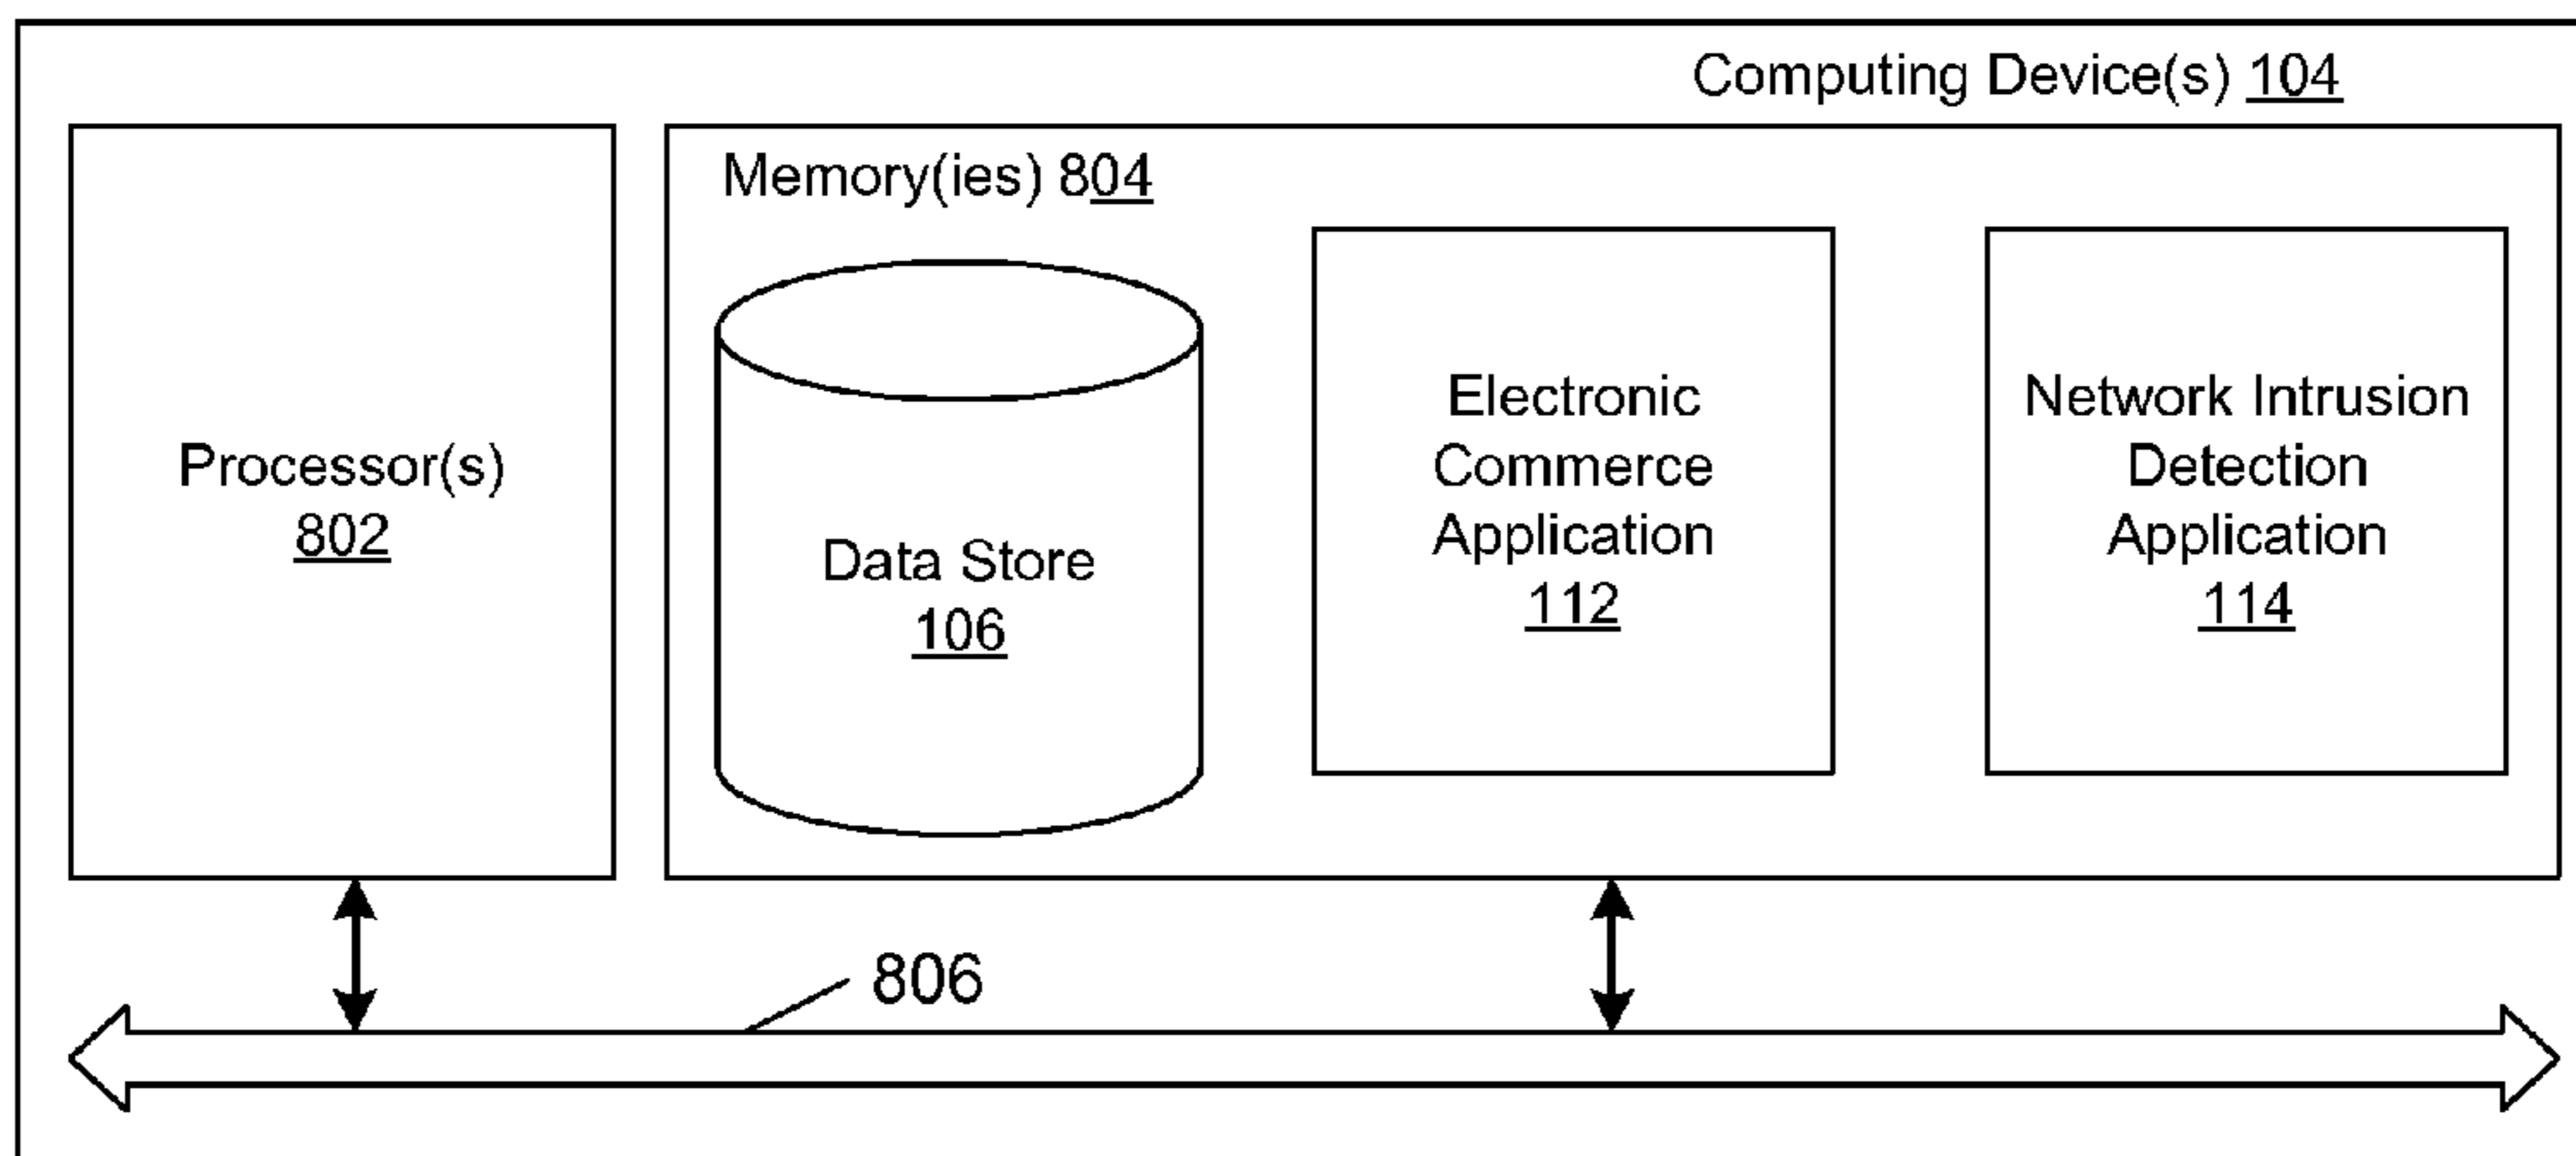 Computing Device(s) 104
Memory(ies) 804
Processor(s)
802
Data Store
106
Electronic
Commerce
Application
112
Network Intrusion
Detection
Application
114
806